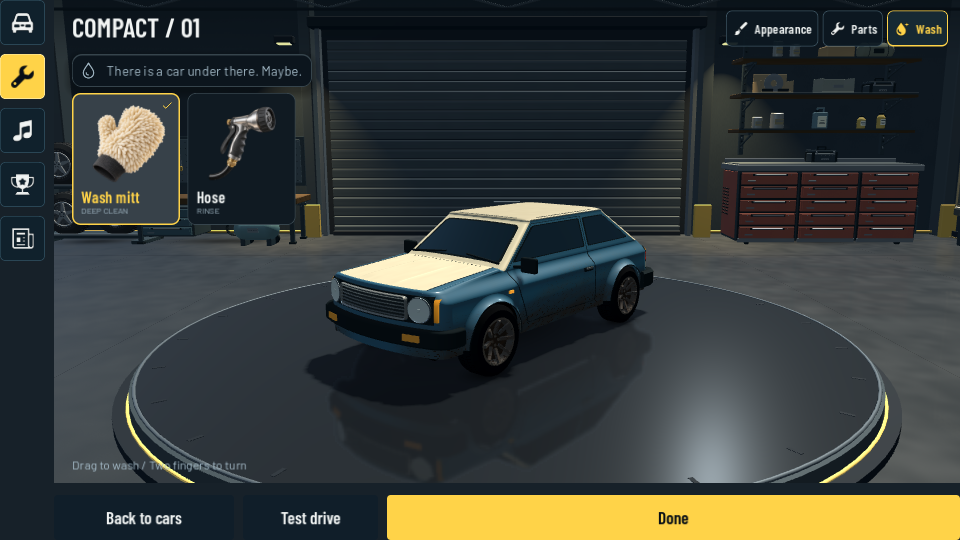 COMPACT / 01
Appearance
Parts
Wash
There is a car under there. Maybe.
Wash mitt
DEEP CLEAN
Hose
RINSE
Drag to wash / Two fingers to turn
Back to cars
Test drive
Done